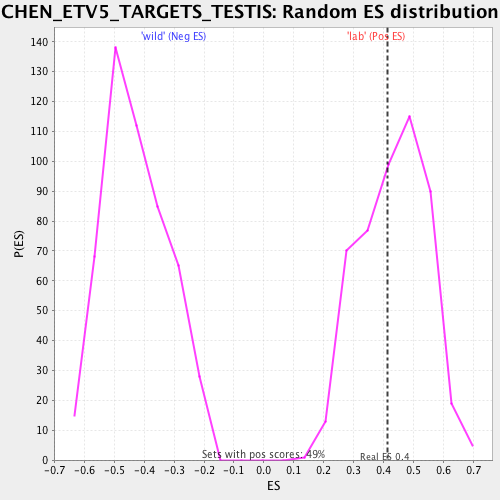 CHEN_ETV5_TARGETS_TESTIS: Random ES distribution
'wild' (Neg ES)
'lab' (Pos ES)
140
130
120
110
100
90
80
70
60
50
40
30
20
10
0
P(ES)
Sets with pos scores: 49%
Real ES 0.4
-0.7 -0.6 -0.5 -0.4 -0.3 -0.2 -0.1 0.0 0.1 0.2 0.3 0.4 0.5 0.6 0.7
ES